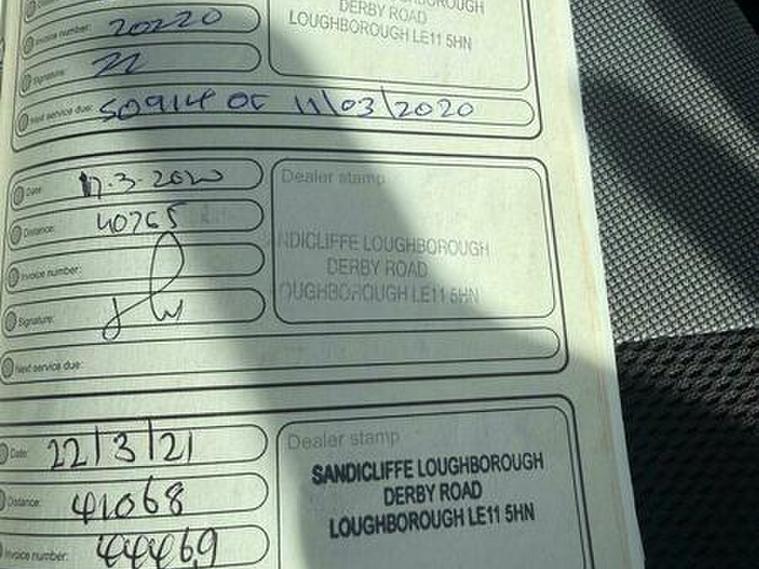 LOUGHBOROUGH
DERBY ROAD
LOUGHBOROUGH LE11 5HN
Invoice number: 20220
Signature:
Next service due: 50914 OR 11/03/2020
Date: 17.3.2020
Dealer stamp
Distance: 40765
SANDICLIFFE LOUGHBOROUGH
DERBY ROAD
LOUGHBOROUGH LE11 5HN
Invoice number:
Signature:
Next service due:
Date: 22/3/21
Dealer stamp
Distance: 41068
SANDICLIFFE LOUGHBOROUGH
DERBY ROAD
LOUGHBOROUGH LE11 5HN
Invoice number: 44469